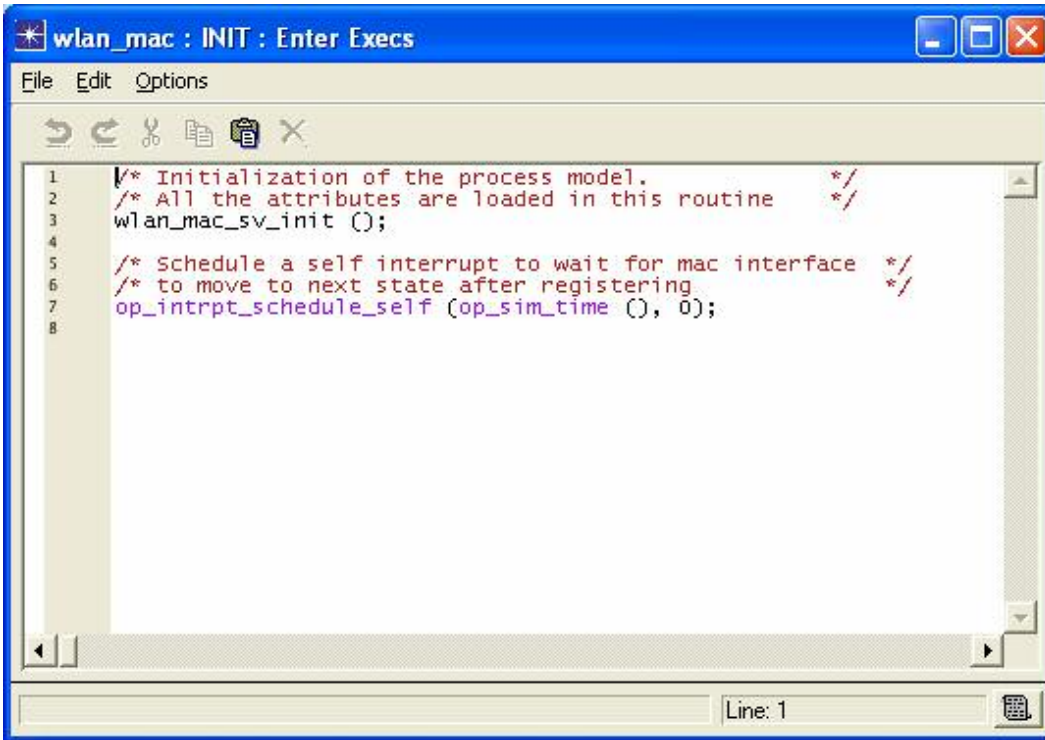 wlan_mac : INIT : Enter Execs
File Edit Options
1 /* Initialization of the process model. */
2 /* All the attributes are loaded in this routine */
3 wlan_mac_sv_init ();
4
5 /* Schedule a self interrupt to wait for mac interface */
6 /* to move to next state after registering */
7 op_intrpt_schedule_self (op_sim_time (), 0);
8
Line: 1